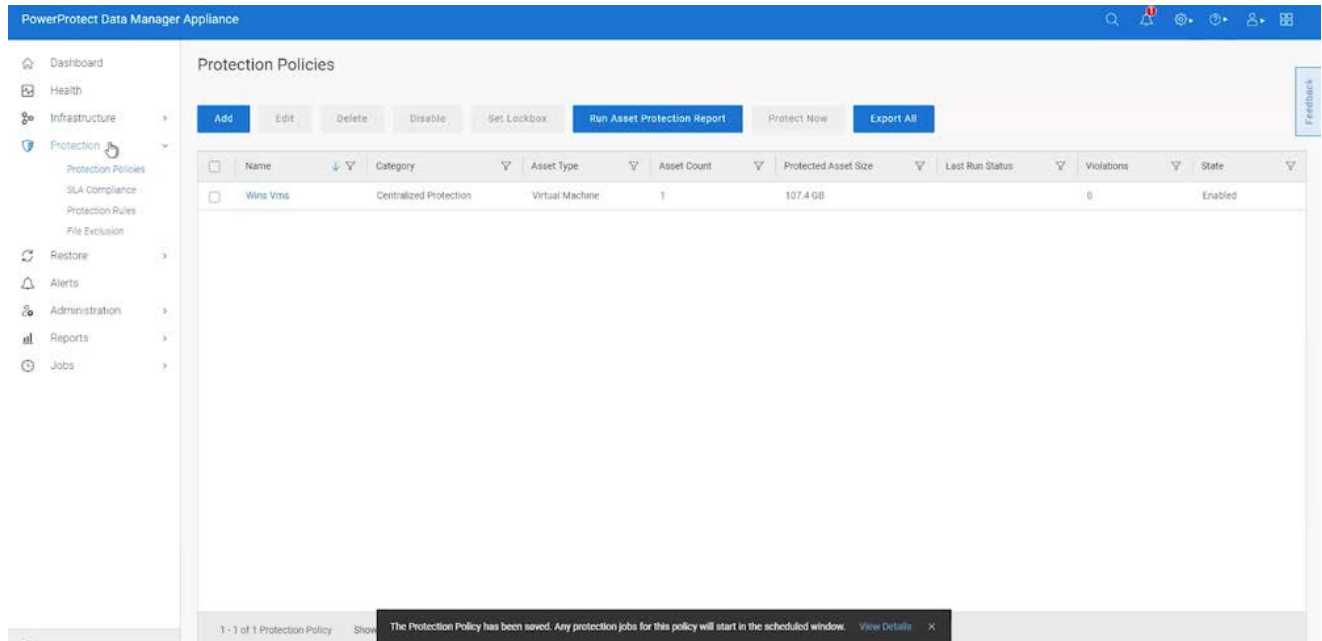 PowerProtect Data Manager Appliance
Dashboard
Health
Infrastructure
Protection
Protection Policies
SLA Compliance
Protection Rules
File Exclusion
Restore
Alerts
Administration
Reports
Jobs
Protection Policies
Add Edit Delete Disable Set Lockbox Run Asset Protection Report Protect Now Export All
Name Category Asset Type Asset Count Protected Asset Size Last Run Status Violations State
Wins Vms Centralized Protection Virtual Machine 1 107.4 GB 0 Enabled
1 - 1 of 1 Protection Policy Show
The Protection Policy has been saved. Any protection jobs for this policy will start in the scheduled window. View Details
Feedback